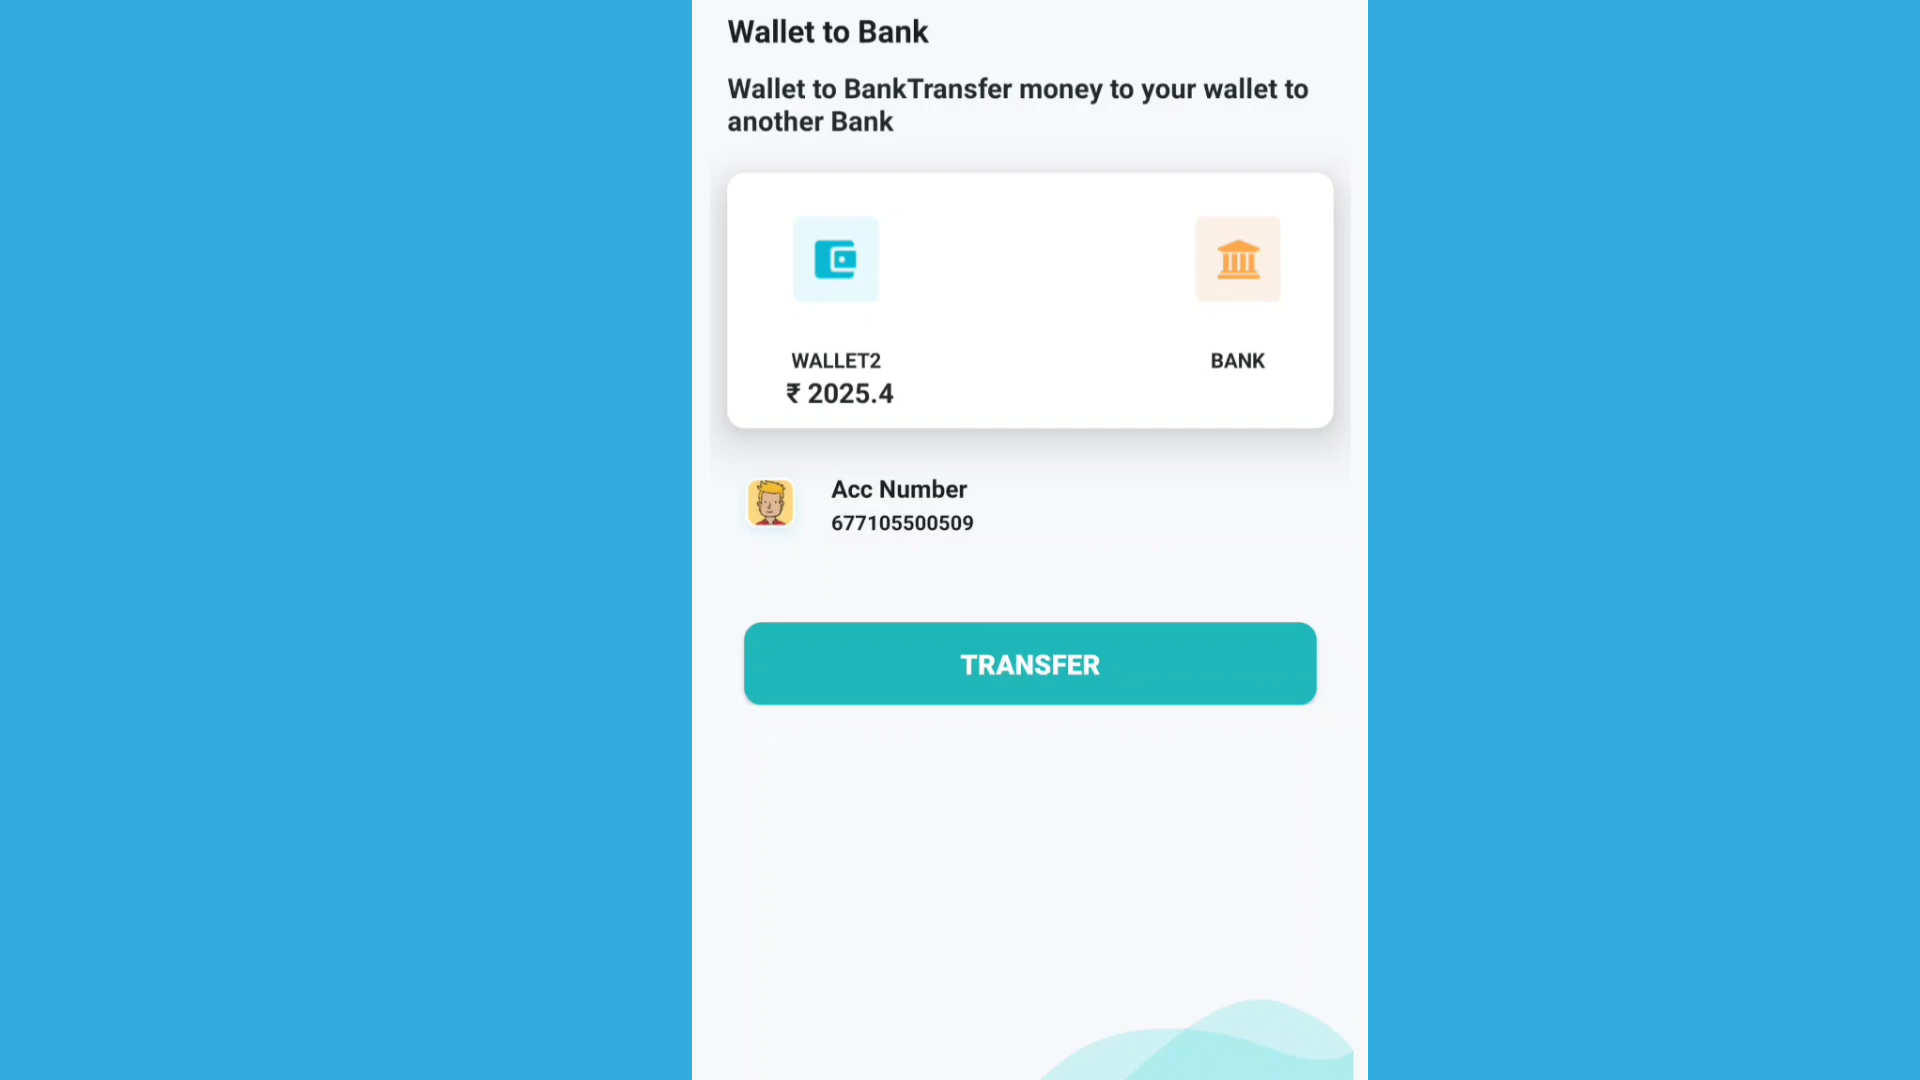 Wallet to Bank
Wallet to BankTransfer money to your wallet to
another Bank
WALLET2
BANK
₹ 2025.4
Acc Number
677105500509
TRANSFER